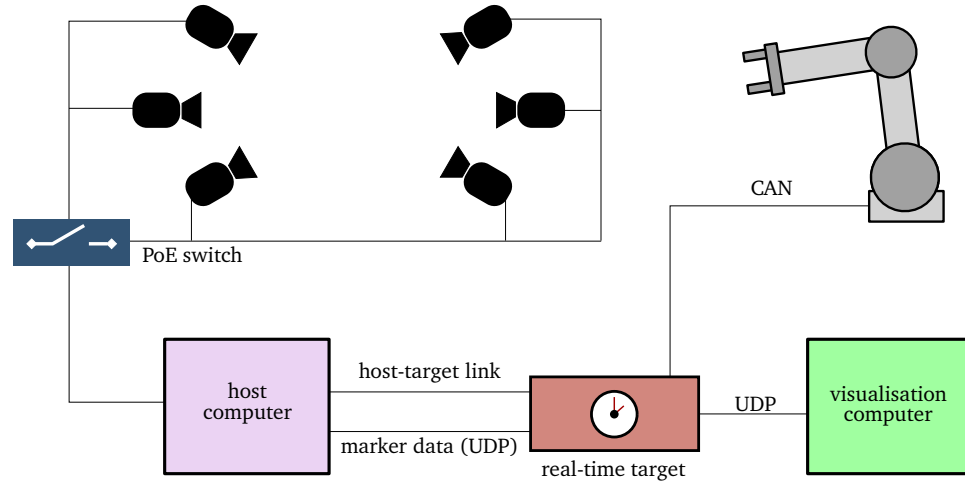 CAN
PoE switch
host-target link
host
computer
visualisation
computer
UDP
marker data (UDP)
real-time target